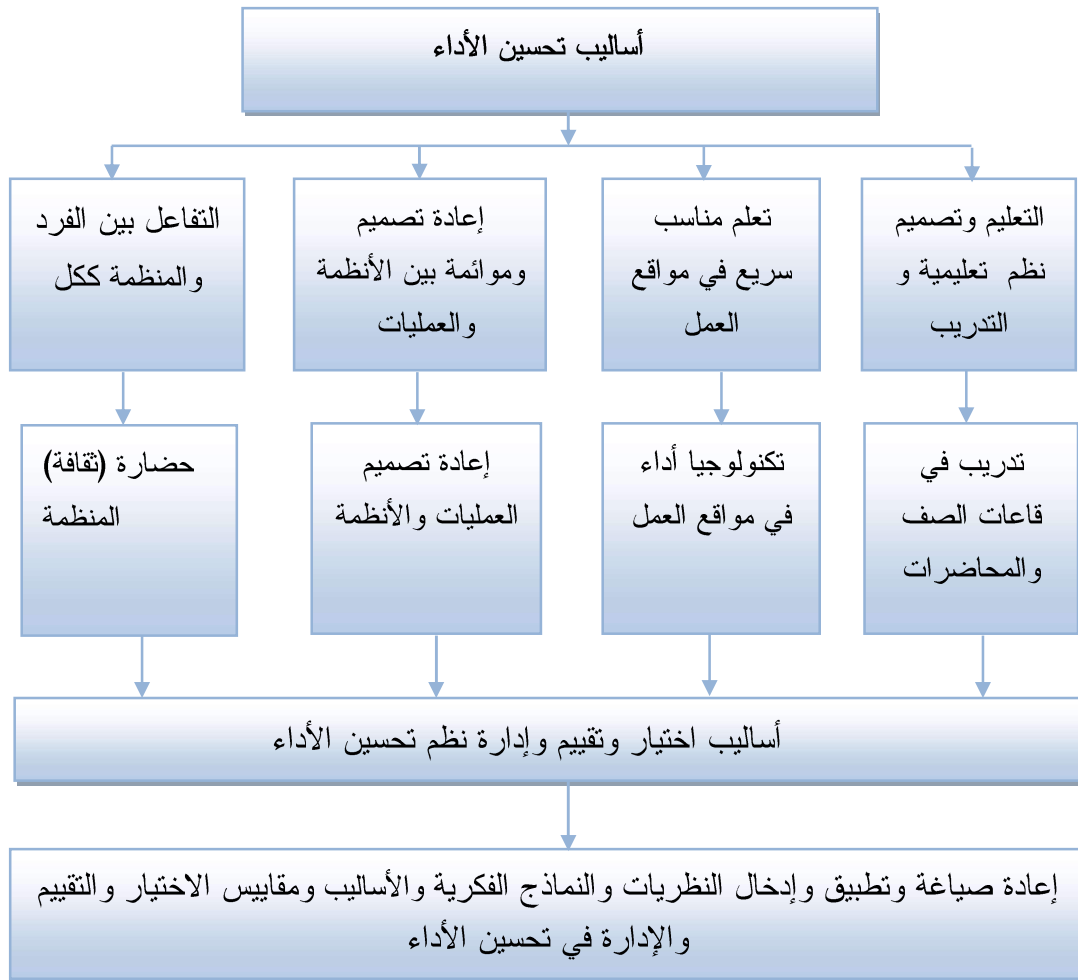 أساليب تحسين الأداء
التعليم وتصميم
نظم تعليمية و
التدريب
تعلم مناسب
سريع في مواقع
العمل
إعادة تصميم
وموائمة بين الأنظمة
والعمليات
التفاعل بين الفرد
والمنظمة ككل
تدريب في
قاعات الصف
والمحاضرات
تكنولوجيا أداء
في مواقع العمل
إعادة تصميم
العمليات والأنظمة
حضارة (ثقافة)
المنظمة
أساليب اختيار وتقييم وإدارة نظم تحسين الأداء
إعادة صياغة وتطبيق وإدخال النظريات والنماذج الفكرية والأساليب ومقاييس الاختيار والتقييم
والإدارة في تحسين الأداء